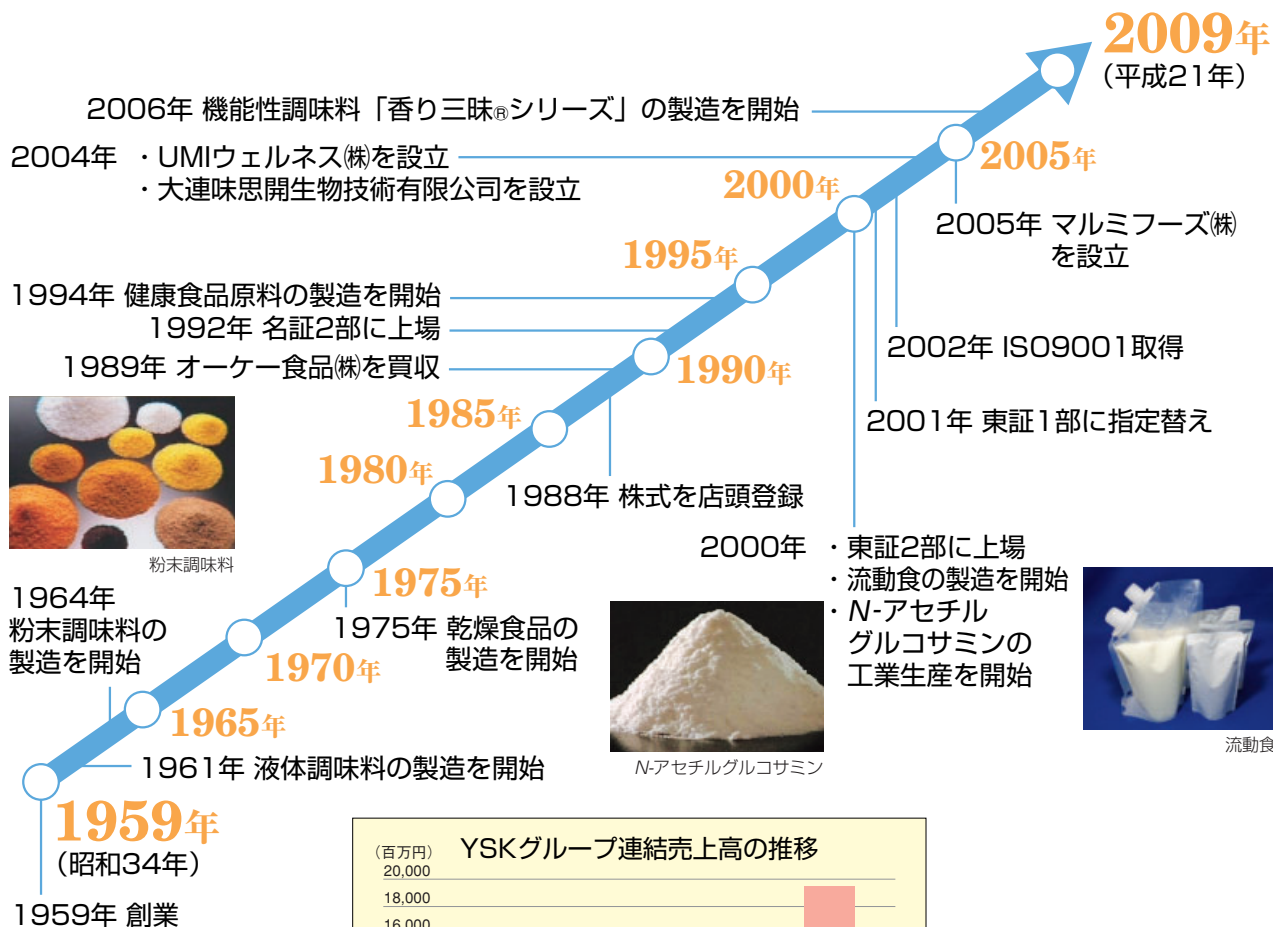 2009年
（平成21年）
2006年 機能性調味料「香り三昧®シリーズ」の製造を開始
2004年 ・UMIウェルネス㈱を設立
・大連味思開生物技術有限公司を設立
2005年
2000年
2005年 マルミフーズ㈱
を設立
1995年
1994年 健康食品原料の製造を開始
1992年 名証2部に上場
1989年 オーケー食品㈱を買収
2002年 ISO9001取得
1990年
1985年
2001年 東証1部に指定替え
1980年
1988年 株式を店頭登録
粉末調味料
2000年 ・東証2部に上場
・流動食の製造を開始
・N-アセチル
グルコサミンの
工業生産を開始
1975年
1964年
粉末調味料の
製造を開始
1975年 乾燥食品の
製造を開始
1970年
1965年
流動食
N-アセチルグルコサミン
1961年 液体調味料の製造を開始
1959年
（昭和34年）
1959年 創業
（百万円） YSKグループ連結売上高の推移
20,000
18,000
16,000